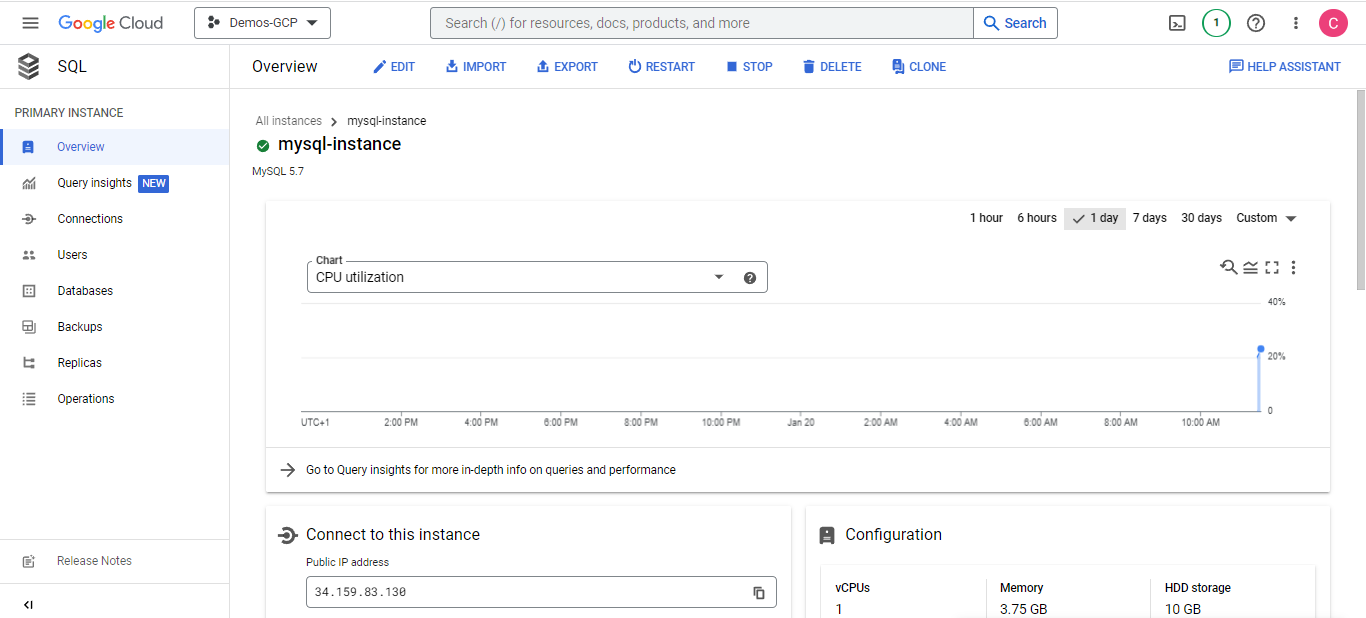 Google Cloud
Demos-GCP
Search (/) for resources, docs, products, and more
Search
1
C
SQL
Overview
EDIT
IMPORT
EXPORT
RESTART
STOP
DELETE
CLONE
HELP ASSISTANT
PRIMARY INSTANCE
Overview
Query insights NEW
Connections
Users
Databases
Backups
Replicas
Operations
Release Notes
All instances > mysql-instance
mysql-instance
MySQL 5.7
1 hour 6 hours 1 day 7 days 30 days Custom
Chart
CPU utilization
40%
20%
0
UTC+1 2:00 PM 4:00 PM 6:00 PM 8:00 PM 10:00 PM Jan 20 2:00 AM 4:00 AM 6:00 AM 8:00 AM 10:00 AM
Go to Query insights for more in-depth info on queries and performance
Connect to this instance
Public IP address
34.159.83.130
Configuration
vCPUs Memory HDD storage
1 3.75 GB 10 GB